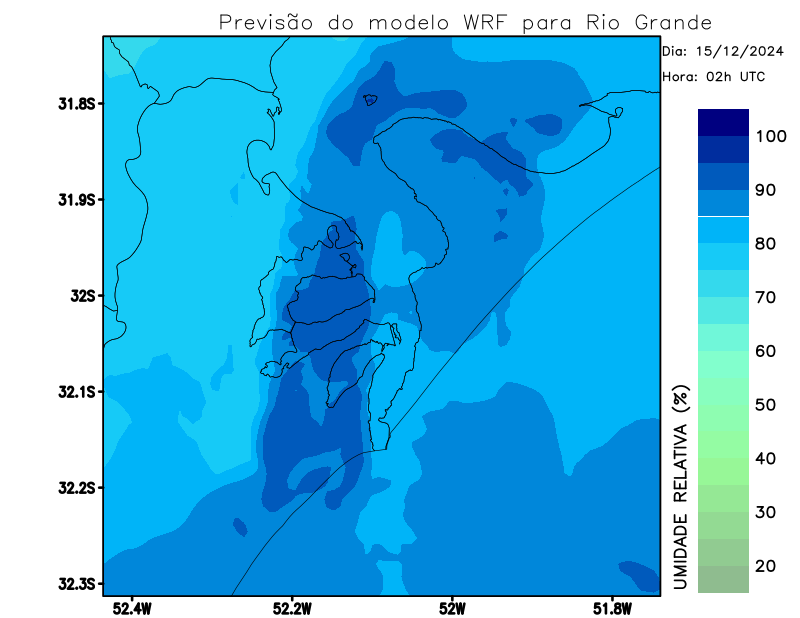 Previsão do modelo WRF para Rio Grande
Dia: 15/12/2024
Hora: 02h UTC
31.8S
31.9S
32S
32.1S
32.2S
32.3S
52.4W
52.2W
52W
51.8W
100
90
80
70
60
50
40
30
20
UMIDADE RELATIVA (%)